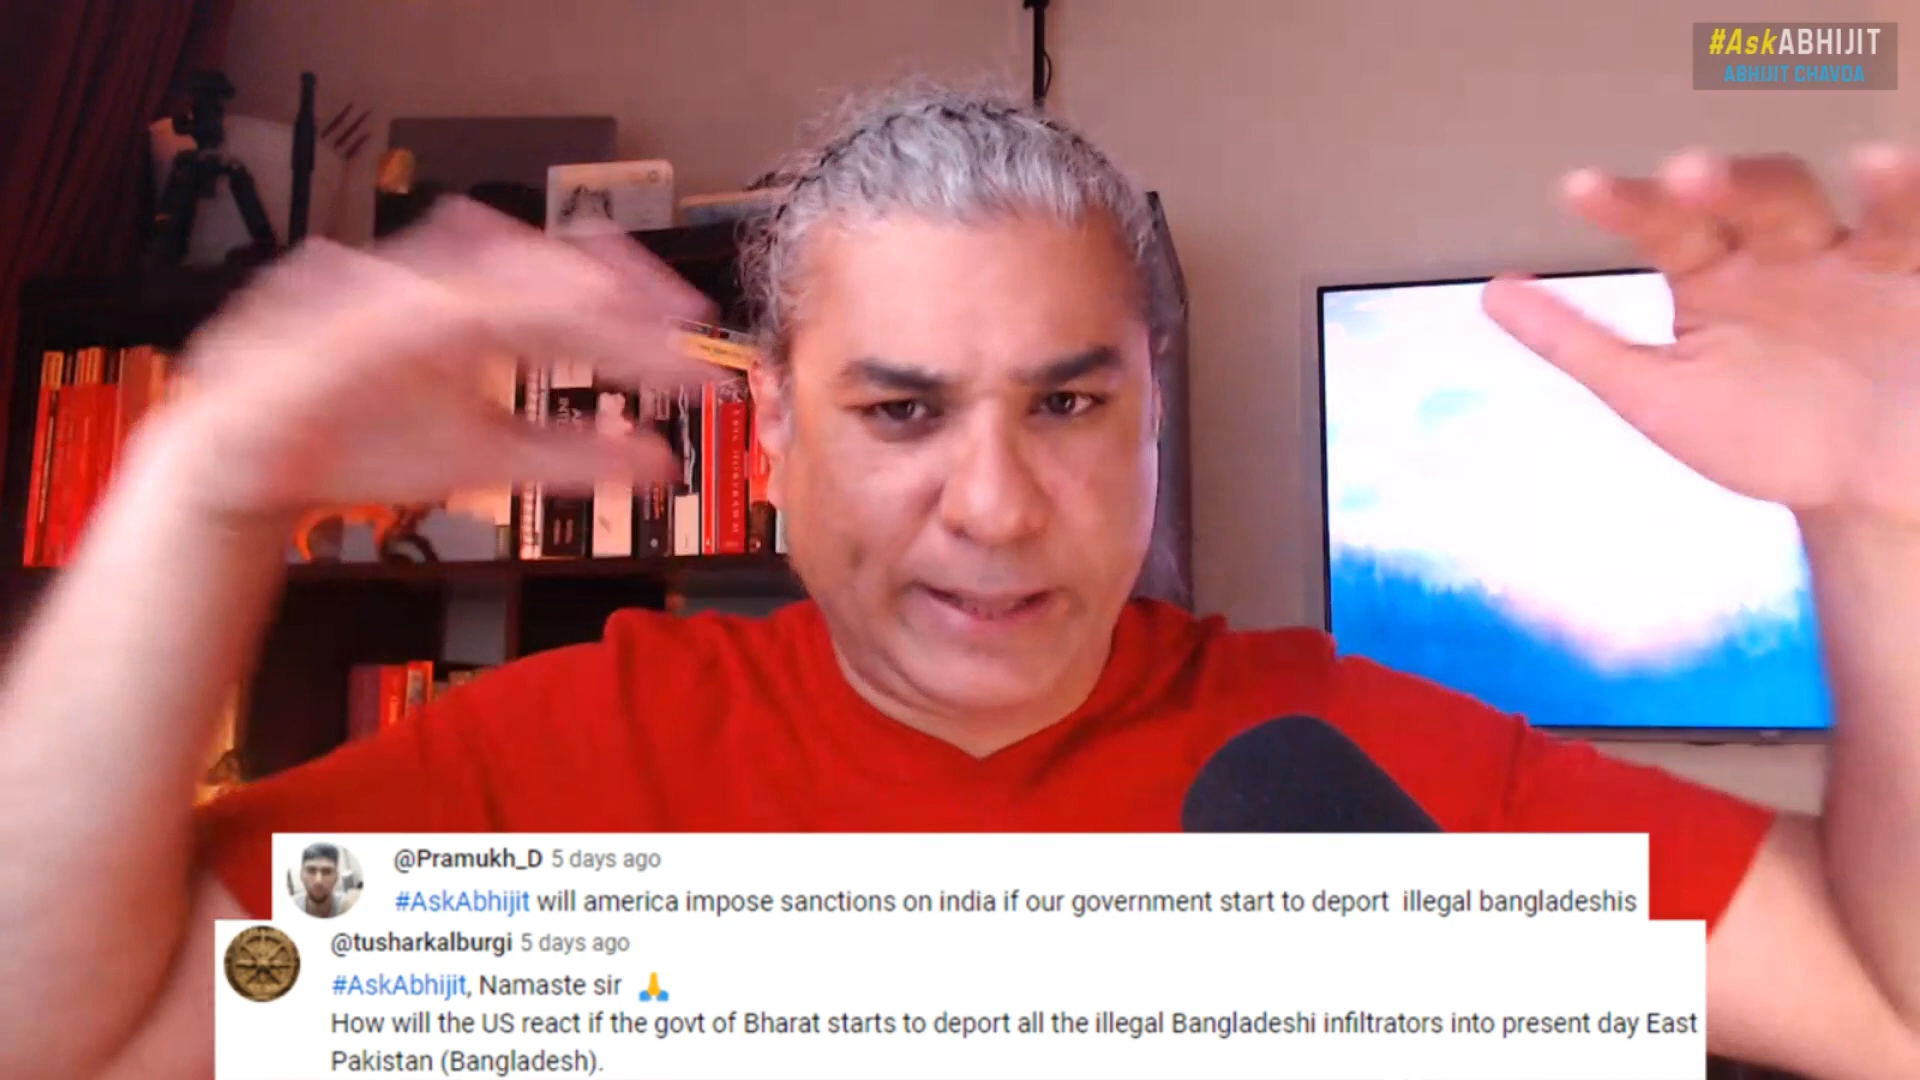 #AskABHIJIT
ABHIJIT CHAVDA
@Pramukh_D 5 days ago
#AskAbhijit will america impose sanctions on india if our government start to deport illegal bangladeshis
@tusharkalburgi 5 days ago
#AskAbhijit, Namaste sir 🙏
How will the US react if the govt of Bharat starts to deport all the illegal Bangladeshi infiltrators into present day East
Pakistan (Bangladesh).